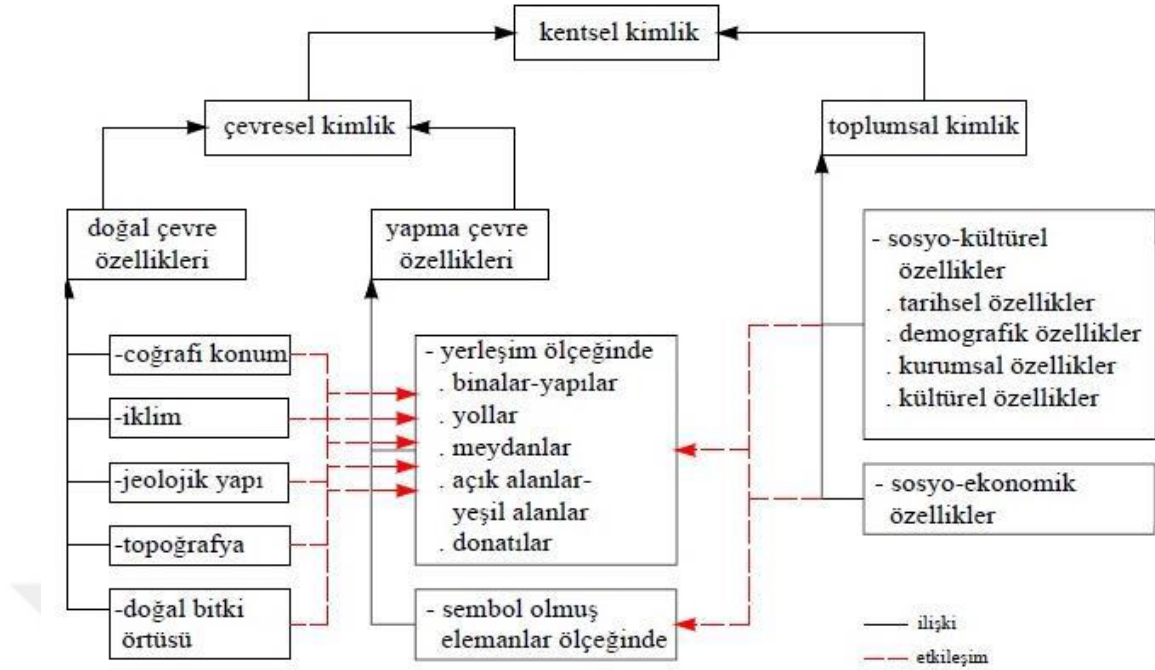 kentsel kimlik
çevresel kimlik
toplumsal kimlik
doğal çevre
özellikleri
yapma çevre
özellikleri
-coğrafi konum
-iklim
-jeolojik yapı
-topoğrafya
-doğal bitki
örtüsü
- yerleşim ölçeğinde
. binalar-yapılar
. yollar
. meydanlar
. açık alanlar-
yeşil alanlar
. donatılar
- sembol olmuş
elemanlar ölçeğinde
- sosyo-kültürel
özellikler
. tarihsel özellikler
. demografik özellikler
. kurumsal özellikler
. kültürel özellikler
- sosyo-ekonomik
özellikler
ilişki
etkileşim